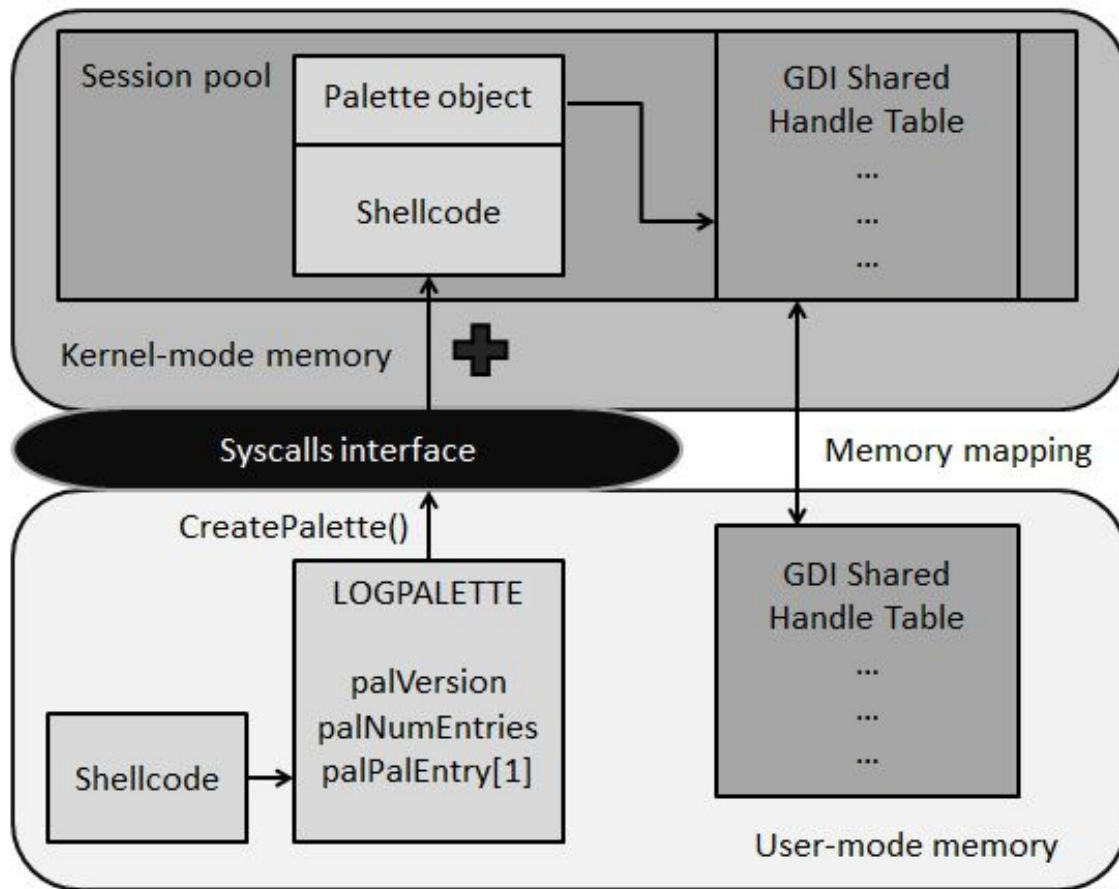 Session pool
Palette object
Shellcode
GDI Shared
Handle Table
...
...
...
Kernel-mode memory
Syscalls interface
Memory mapping
CreatePalette()
LOGPALETTE
palVersion
palNumEntries
palPalEntry[1]
Shellcode
GDI Shared
Handle Table
...
...
...
User-mode memory